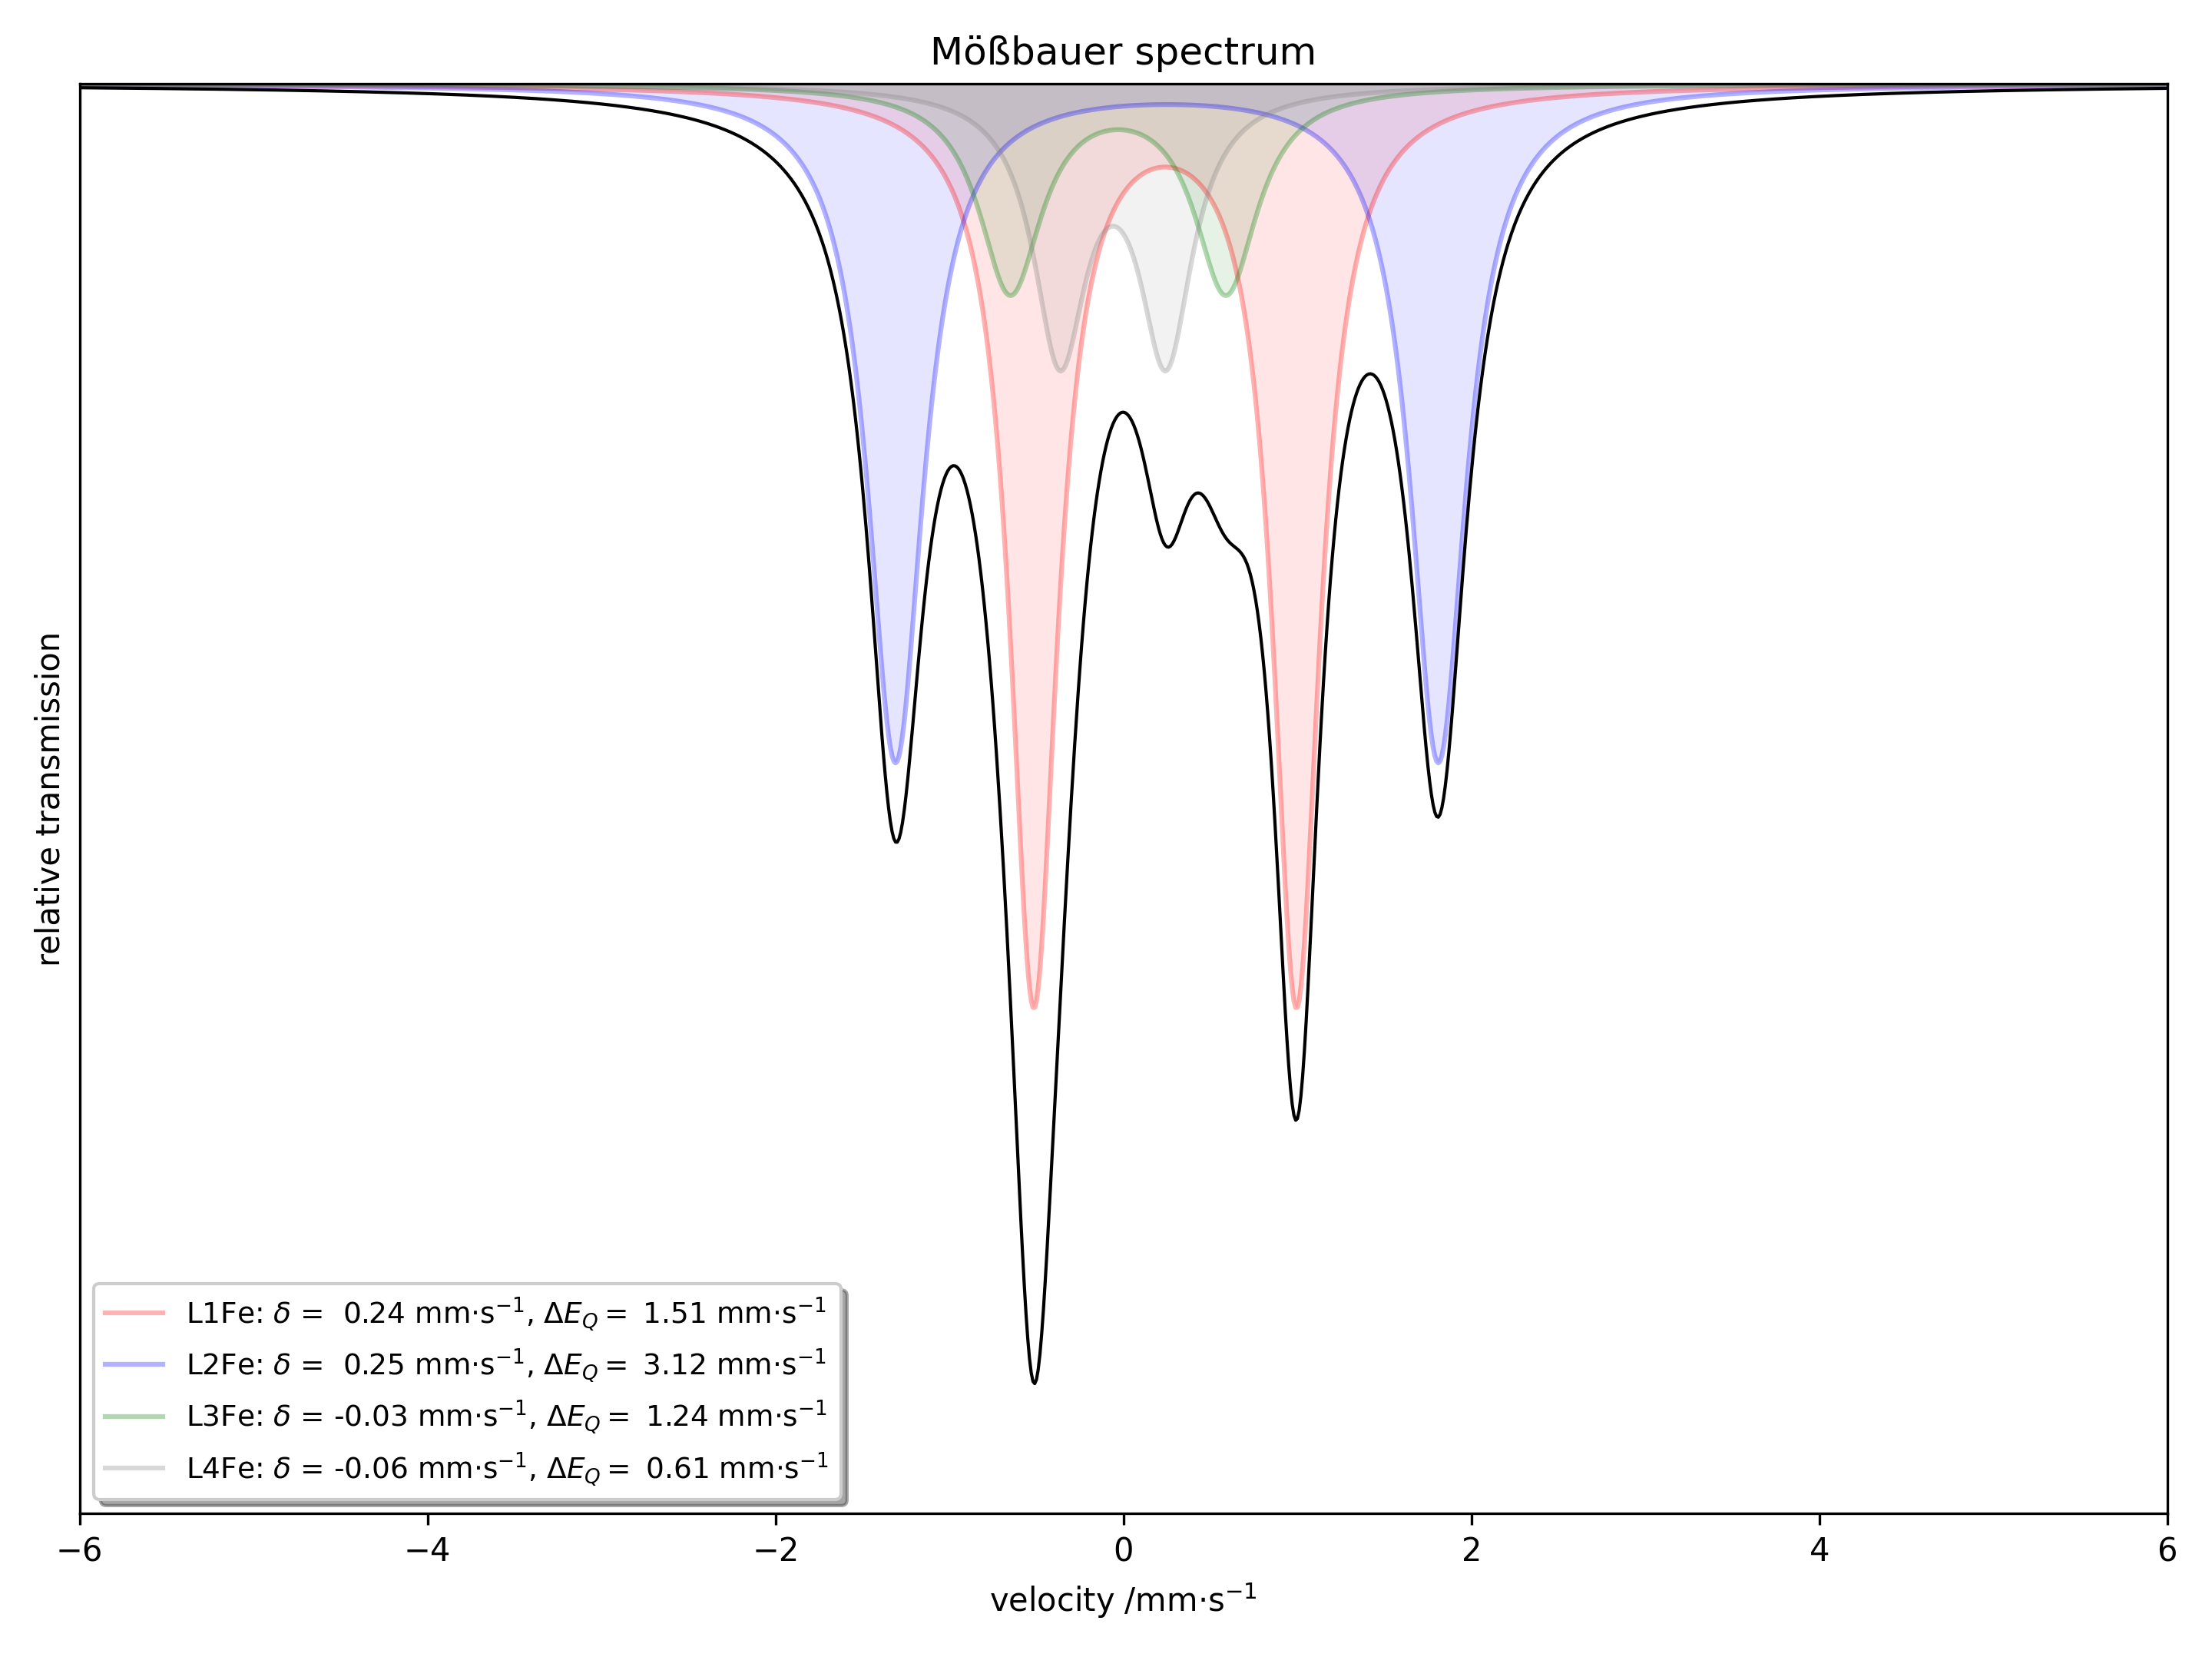 Mößbauer spectrum
relative transmission
L1Fe: δ = 0.24 mm·s⁻¹, ΔE_Q = 1.51 mm·s⁻¹
L2Fe: δ = 0.25 mm·s⁻¹, ΔE_Q = 3.12 mm·s⁻¹
L3Fe: δ = -0.03 mm·s⁻¹, ΔE_Q = 1.24 mm·s⁻¹
L4Fe: δ = -0.06 mm·s⁻¹, ΔE_Q = 0.61 mm·s⁻¹
−6 −4 −2 0 2 4 6
velocity /mm·s⁻¹